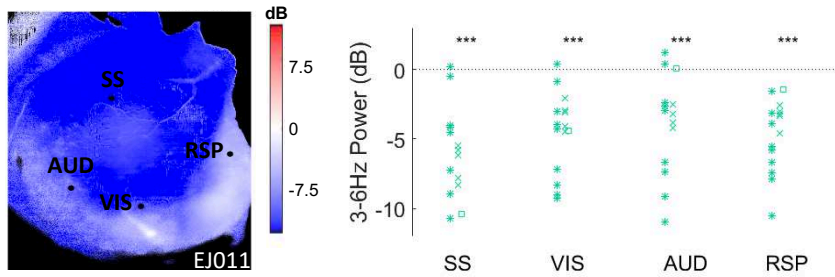 dB
7.5
0
-7.5
SS
AUD
RSP
VIS
EJ011
3-6Hz Power (dB)
0
-5
-10
*** *** *** ***
SS VIS AUD RSP